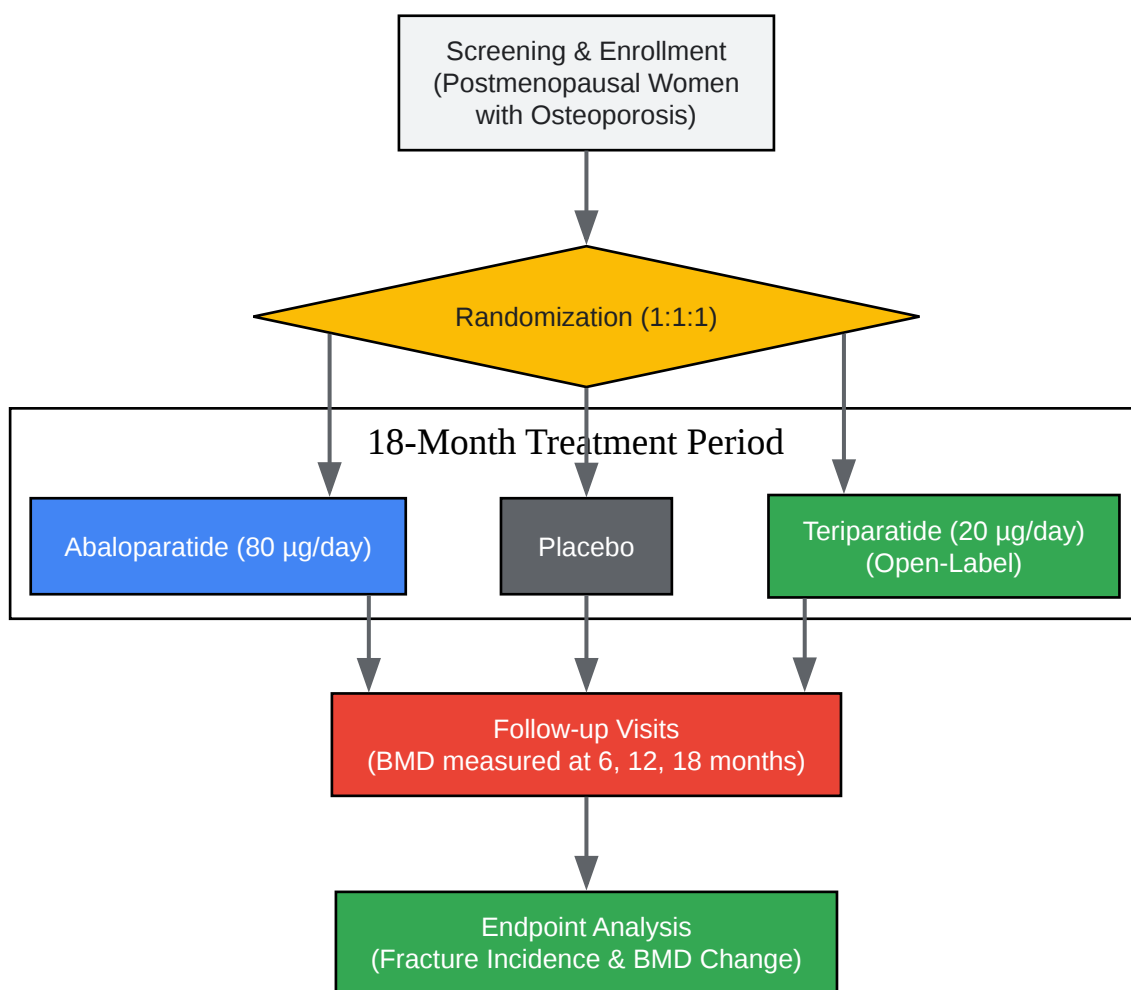 Screening & Enrollment
(Postmenopausal Women
with Osteoporosis)
Randomization (1:1:1)
18-Month Treatment Period
Abaloparatide (80 µg/day)
Placebo
Teriparatide (20 µg/day)
(Open-Label)
Follow-up Visits
(BMD measured at 6, 12, 18 months)
Endpoint Analysis
(Fracture Incidence & BMD Change)